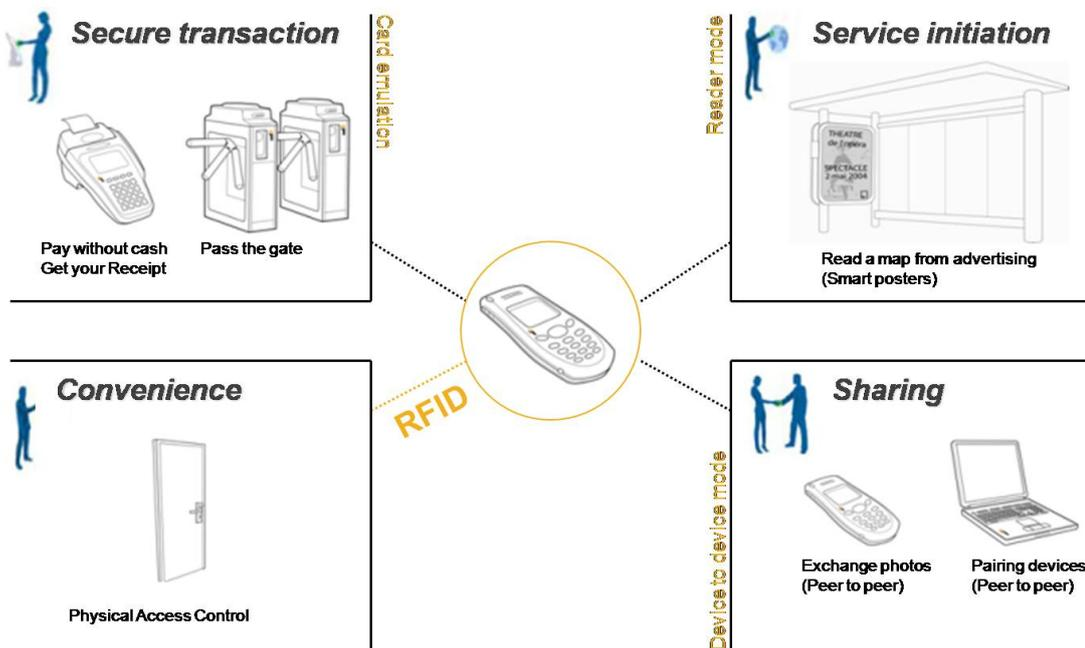 Secure transaction
Card emulation
Pay without cash
Get your Receipt
Pass the gate
Reader mode
Service initiation
THEATRE
de l'opéra
SPECTACLE
2 mai 2004
Read a map from advertising
(Smart posters)
RFID
Convenience
Physical Access Control
Device to device mode
Sharing
Exchange photos
(Peer to peer)
Pairing devices
(Peer to peer)